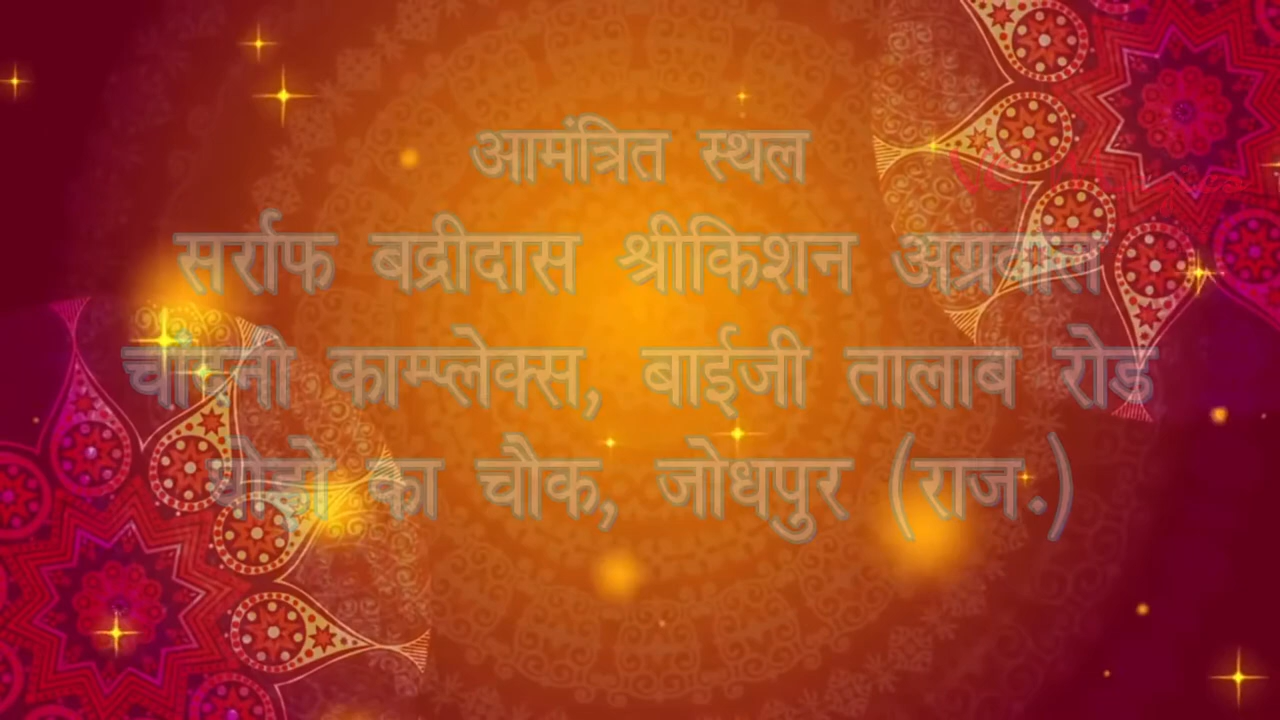 आमंत्रित स्थल
सर्राफ बद्रीदास श्रीकिशन
काम्प्लेक्स, बाईजी तालाब रोड
का चौक, जोधपुर (राज.)